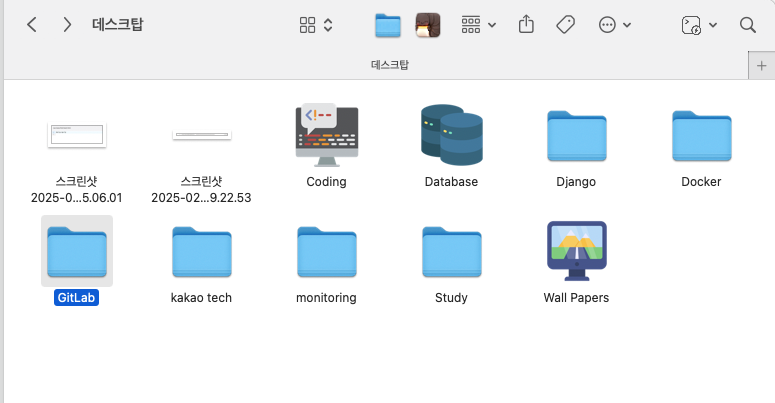 데스크탑
데스크탑
스크린샷
2025-0...5.06.01
스크린샷
2025-02...9.22.53
Coding
Database
Django
Docker
GitLab
kakao tech
monitoring
Study
Wall Papers